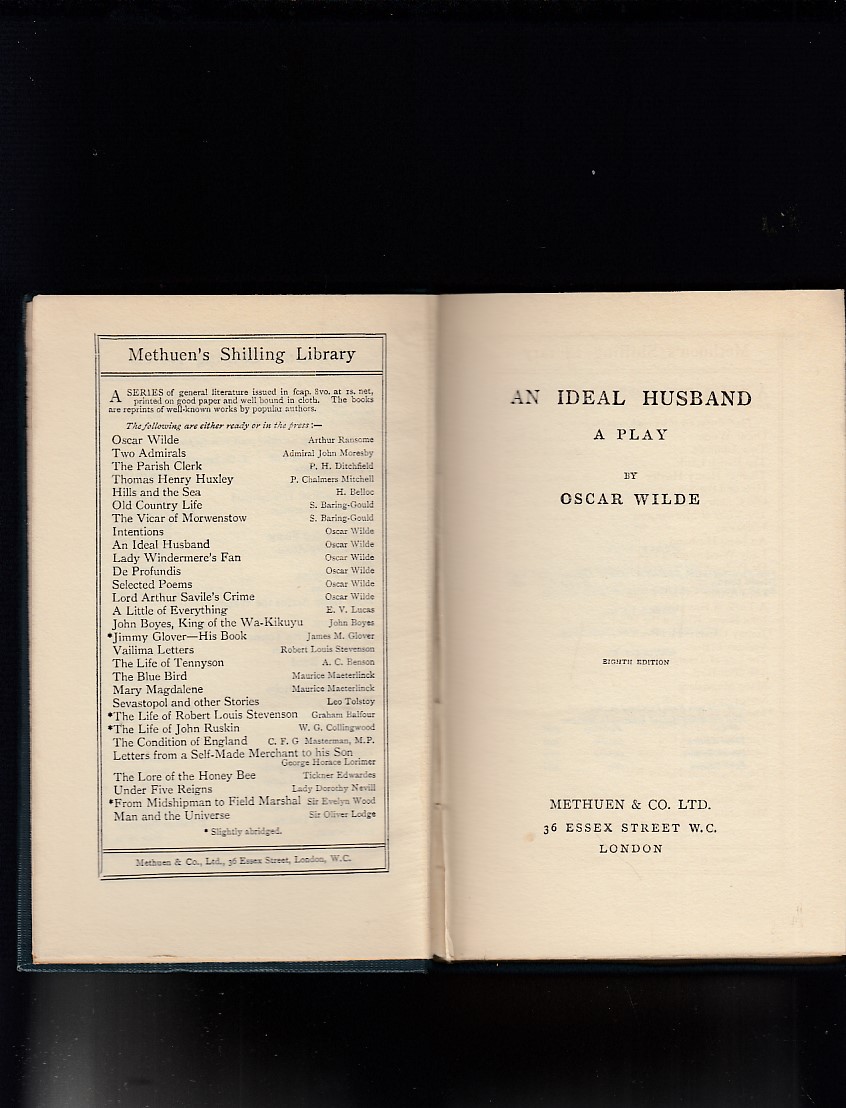 Methuen's Shilling Library
A SERIES of general literature issued in fcap. 8vo. at 1s. net,
printed on good paper and well bound in cloth. The books
are reprints of well-known works by popular authors.
The following are either ready or in the press:—
Oscar Wilde Arthur Ransome
Two Admirals Admiral John Moresby
The Parish Clerk P. H. Ditchfield
Thomas Henry Huxley P. Chalmers Mitchell
Hills and the Sea H. Belloc
Old Country Life S. Baring-Gould
The Vicar of Morwenstow S. Baring-Gould
Intentions Oscar Wilde
An Ideal Husband Oscar Wilde
Lady Windermere's Fan Oscar Wilde
De Profundis Oscar Wilde
Selected Poems Oscar Wilde
Lord Arthur Savile's Crime Oscar Wilde
A Little of Everything E. V. Lucas
John Boyes, King of the Wa-Kikuyu John Boyes
*Jimmy Glover—His Book James M. Glover
Vailima Letters Robert Louis Stevenson
The Life of Tennyson A. C. Benson
The Blue Bird Maurice Maeterlinck
Mary Magdalene Maurice Maeterlinck
Sevastopol and other Stories Leo Tolstoy
*The Life of Robert Louis Stevenson Graham Balfour
*The Life of John Ruskin W. G. Collingwood
The Condition of England C. F. G Masterman, M.P.
Letters from a Self-Made Merchant to his Son
George Horace Lorimer
The Lore of the Honey Bee Tickner Edwardes
Under Five Reigns Lady Dorothy Nevill
*From Midshipman to Field Marshal Sir Evelyn Wood
Man and the Universe Sir Oliver Lodge
* Slightly abridged.
Methuen & Co., Ltd., 36 Essex Street, London, W.C.
AN IDEAL HUSBAND
A PLAY
BY
OSCAR WILDE
EIGHTH EDITION
METHUEN & CO. LTD.
36 ESSEX STREET W.C.
LONDON